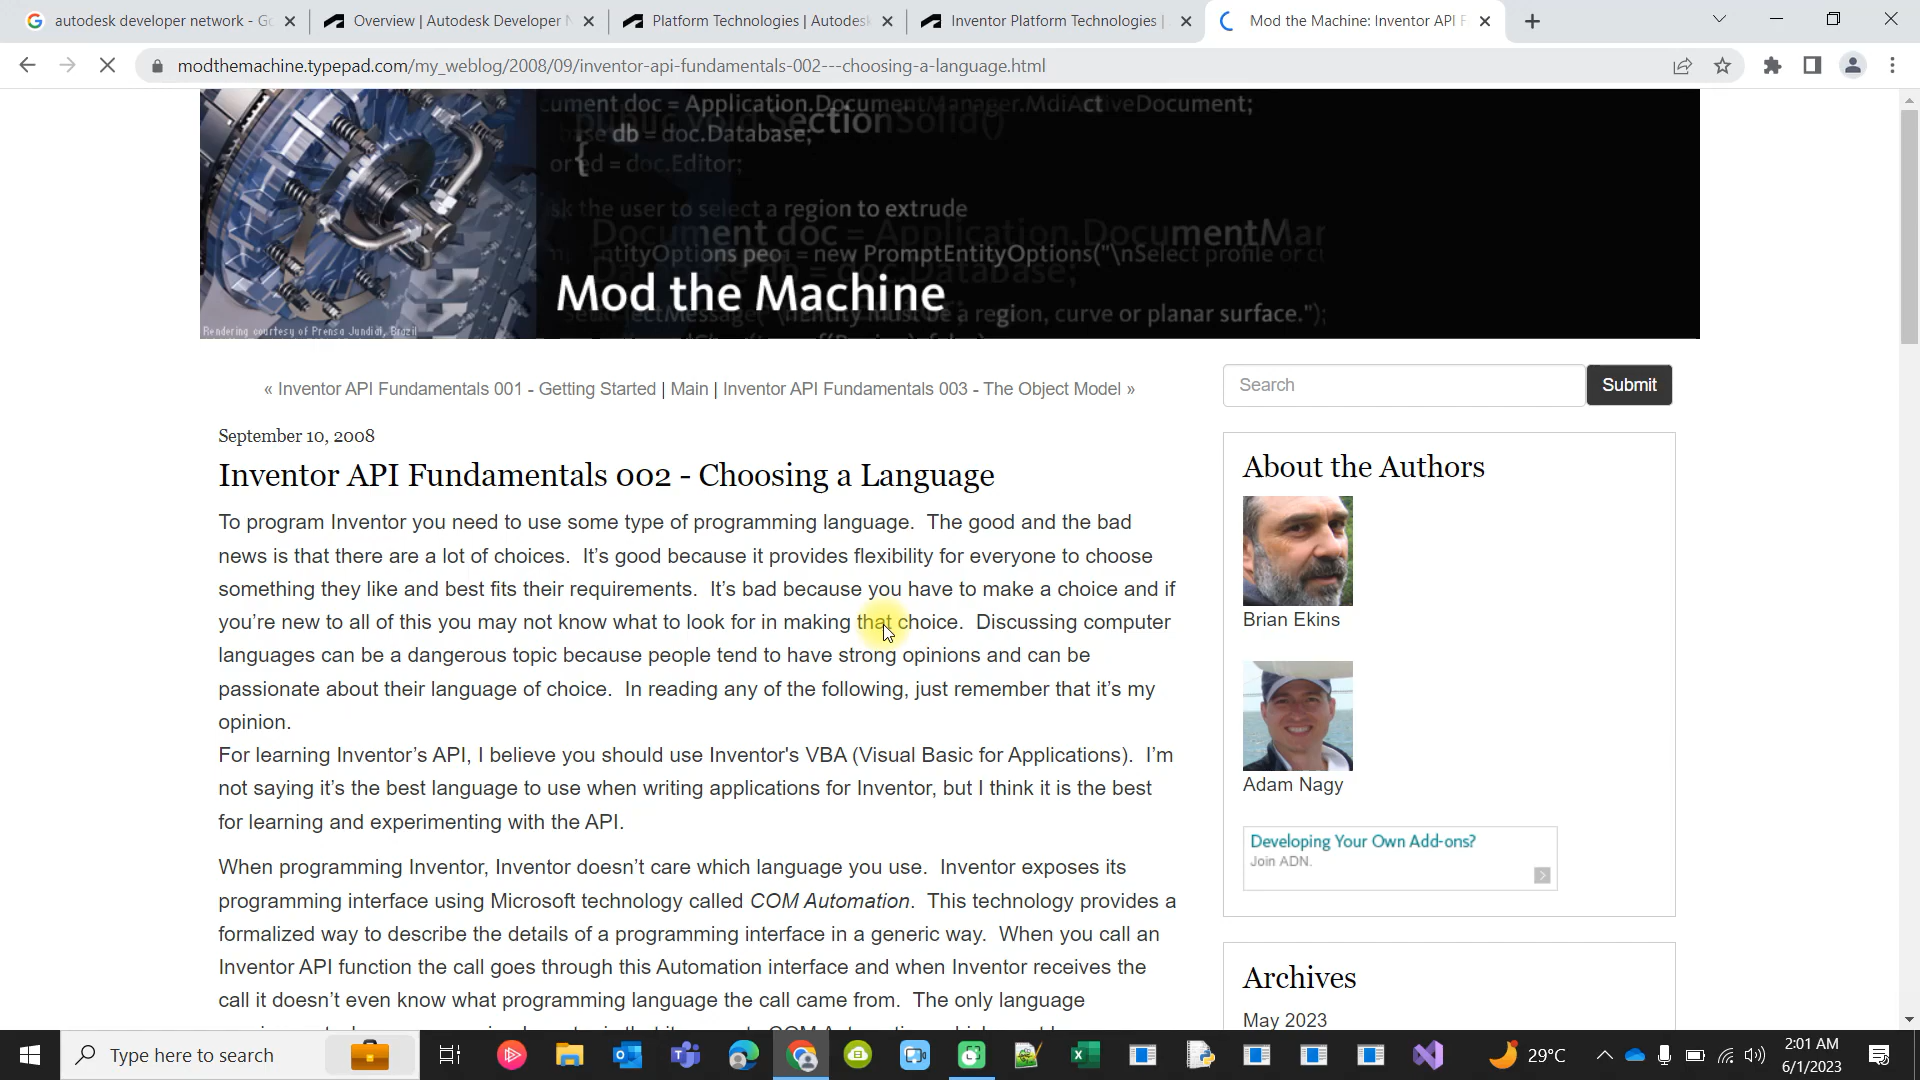 autodesk developer network - Go
Overview | Autodesk Developer N
Platform Technologies | Autodesk
Inventor Platform Technologies |
Mod the Machine: Inventor API F
modthemachine.typepad.com/my_weblog/2008/09/inventor-api-fundamentals-002---choosing-a-language.html
Document doc = Application.DocumentManager.MdiActiveDocument;
SectionSolid()
db = doc.Database;
{
ed = doc.Editor;
the user to select a region to extrude
Document doc = Application.DocumentMar
PromptEntityOptions peo1 = new PromptEntityOptions("\nSelect profile or
a region, curve or planar surface.");
Mod the Machine
Rendering courtesy of Prensa Jundiaí, Brazil
« Inventor API Fundamentals 001 - Getting Started | Main | Inventor API Fundamentals 003 - The Object Model »
Search
Submit
September 10, 2008
Inventor API Fundamentals 002 - Choosing a Language
To program Inventor you need to use some type of programming language. The good and the bad
news is that there are a lot of choices. It’s good because it provides flexibility for everyone to choose
something they like and best fits their requirements. It’s bad because you have to make a choice and if
you’re new to all of this you may not know what to look for in making that choice. Discussing computer
languages can be a dangerous topic because people tend to have strong opinions and can be
passionate about their language of choice. In reading any of the following, just remember that it’s my
opinion.
For learning Inventor’s API, I believe you should use Inventor's VBA (Visual Basic for Applications). I’m
not saying it’s the best language to use when writing applications for Inventor, but I think it is the best
for learning and experimenting with the API.
When programming Inventor, Inventor doesn’t care which language you use. Inventor exposes its
programming interface using Microsoft technology called COM Automation. This technology provides a
formalized way to describe the details of a programming interface in a generic way. When you call an
Inventor API function the call goes through this Automation interface and when Inventor receives the
call it doesn’t even know what programming language the call came from. The only language
About the Authors
Brian Ekins
Adam Nagy
Developing Your Own Add-ons?
Join ADN.
Archives
May 2023
Type here to search
29°C
2:01 AM
6/1/2023